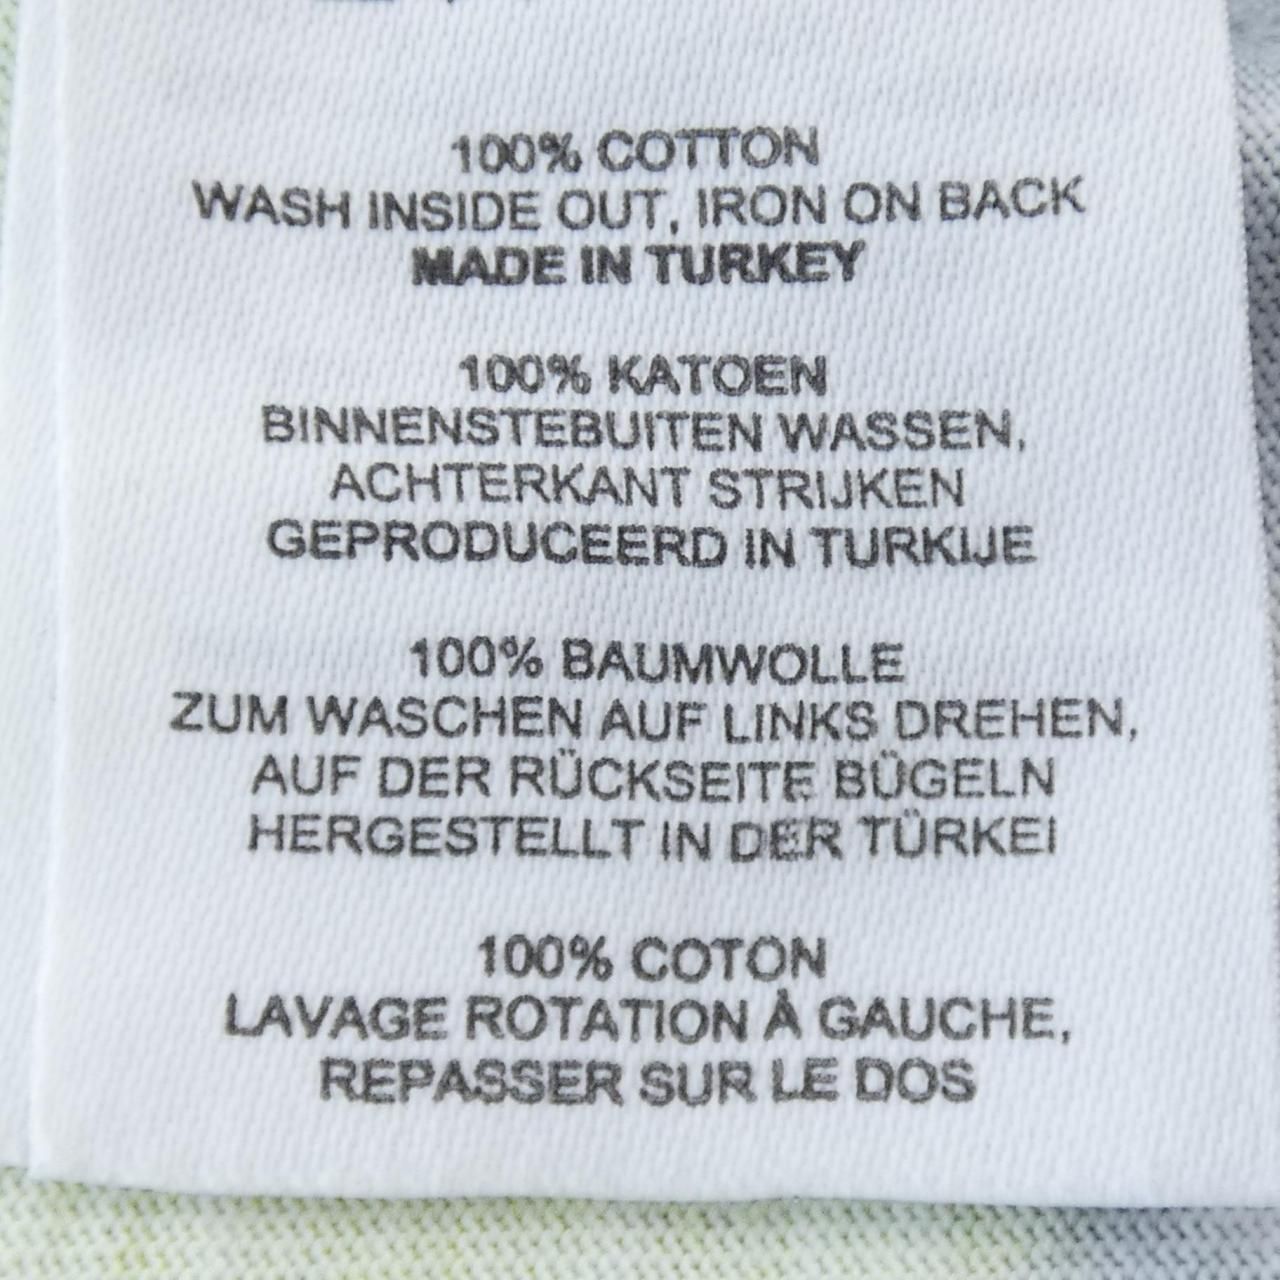 100% COTTON
WASH INSIDE OUT, IRON ON BACK
MADE IN TURKEY
100% KATOEN
BINNENSTEBUITEN WASSEN,
ACHTERKANT STRIJKEN
GEPRODUCEERD IN TURKIJE
100% BAUMWOLLE
ZUM WASCHEN AUF LINKS DREHEN,
AUF DER RÜCKSEITE BÜGELN
HERGESTELLT IN DER TÜRKEI
100% COTON
LAVAGE ROTATION À GAUCHE,
REPASSER SUR LE DOS